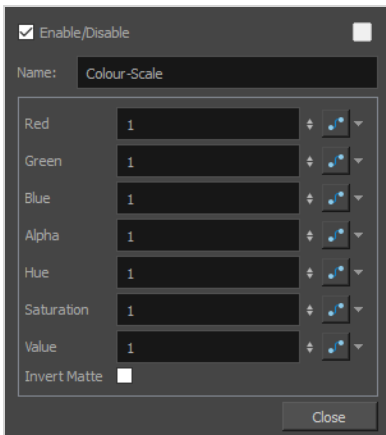 Enable/Disable
Name: Colour-Scale
Red 1
Green 1
Blue 1
Alpha 1
Hue 1
Saturation 1
Value 1
Invert Matte
Close